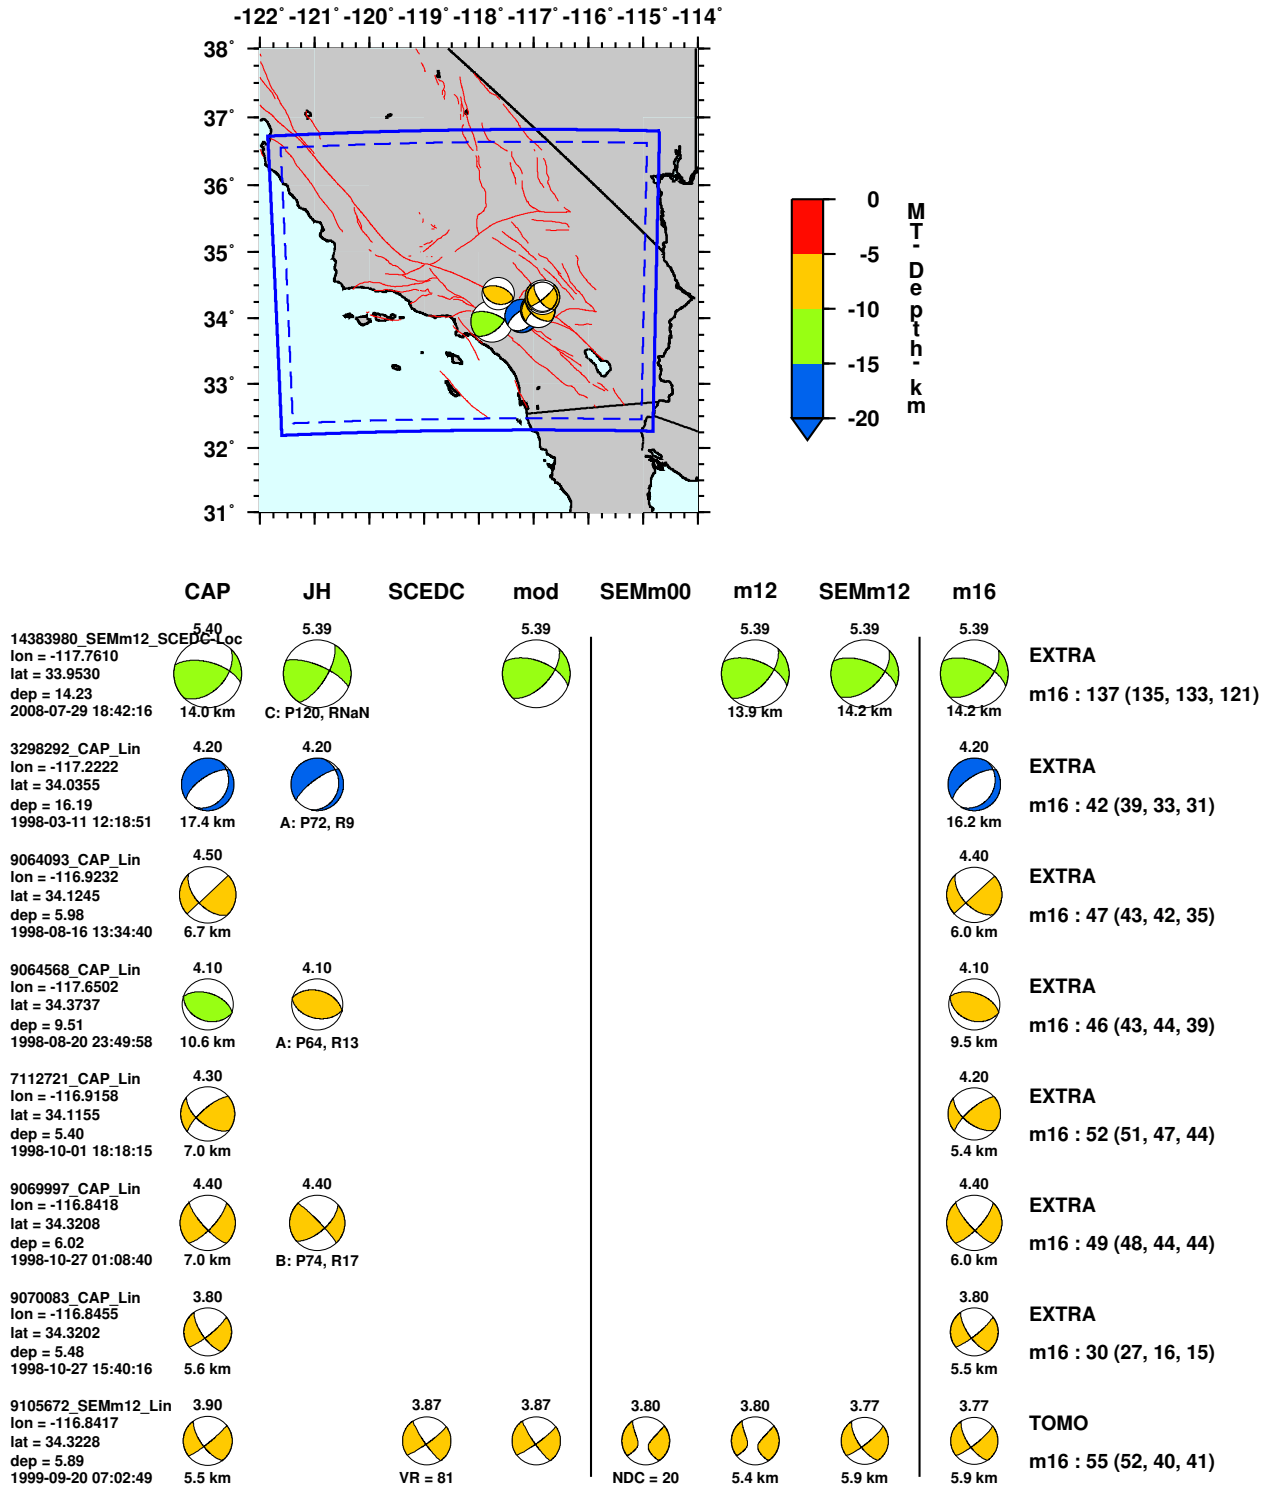 -122° -121° -120° -119° -118° -117° -116° -115° -114°
38°
37°
36°
35°
34°
33°
32°
31°
0
-5
-10
-15
-20
MT-Depth-km
CAP JH SCEDC mod SEMm00 m12 SEMm12 m16
14383980_SEMm12_SCEDC-Loc
lon = -117.7610
lat = 33.9530
dep = 14.23
2008-07-29 18:42:16
5.40 5.39 5.39 5.39 5.39 5.39
14.0 km C: P120, RNaN 13.9 km 14.2 km 14.2 km
EXTRA
m16 : 137 (135, 133, 121)
3298292_CAP_Lin
lon = -117.2222
lat = 34.0355
dep = 16.19
1998-03-11 12:18:51
4.20 4.20 4.20
17.4 km A: P72, R9 16.2 km
EXTRA
m16 : 42 (39, 33, 31)
9064093_CAP_Lin
lon = -116.9232
lat = 34.1245
dep = 5.98
1998-08-16 13:34:40
4.50 4.40
6.7 km 6.0 km
EXTRA
m16 : 47 (43, 42, 35)
9064568_CAP_Lin
lon = -117.6502
lat = 34.3737
dep = 9.51
1998-08-20 23:49:58
4.10 4.10 4.10
10.6 km A: P64, R13 9.5 km
EXTRA
m16 : 46 (43, 44, 39)
7112721_CAP_Lin
lon = -116.9158
lat = 34.1155
dep = 5.40
1998-10-01 18:18:15
4.30 4.20
7.0 km 5.4 km
EXTRA
m16 : 52 (51, 47, 44)
9069997_CAP_Lin
lon = -116.8418
lat = 34.3208
dep = 6.02
1998-10-27 01:08:40
4.40 4.40 4.40
7.0 km B: P74, R17 6.0 km
EXTRA
m16 : 49 (48, 44, 44)
9070083_CAP_Lin
lon = -116.8455
lat = 34.3202
dep = 5.48
1998-10-27 15:40:16
3.80 3.80
5.6 km 5.5 km
EXTRA
m16 : 30 (27, 16, 15)
9105672_SEMm12_Lin
lon = -116.8417
lat = 34.3228
dep = 5.89
1999-09-20 07:02:49
3.90 3.87 3.87 3.80 3.80 3.77 3.77
5.5 km VR = 81 NDC = 20 5.4 km 5.9 km 5.9 km
TOMO
m16 : 55 (52, 40, 41)